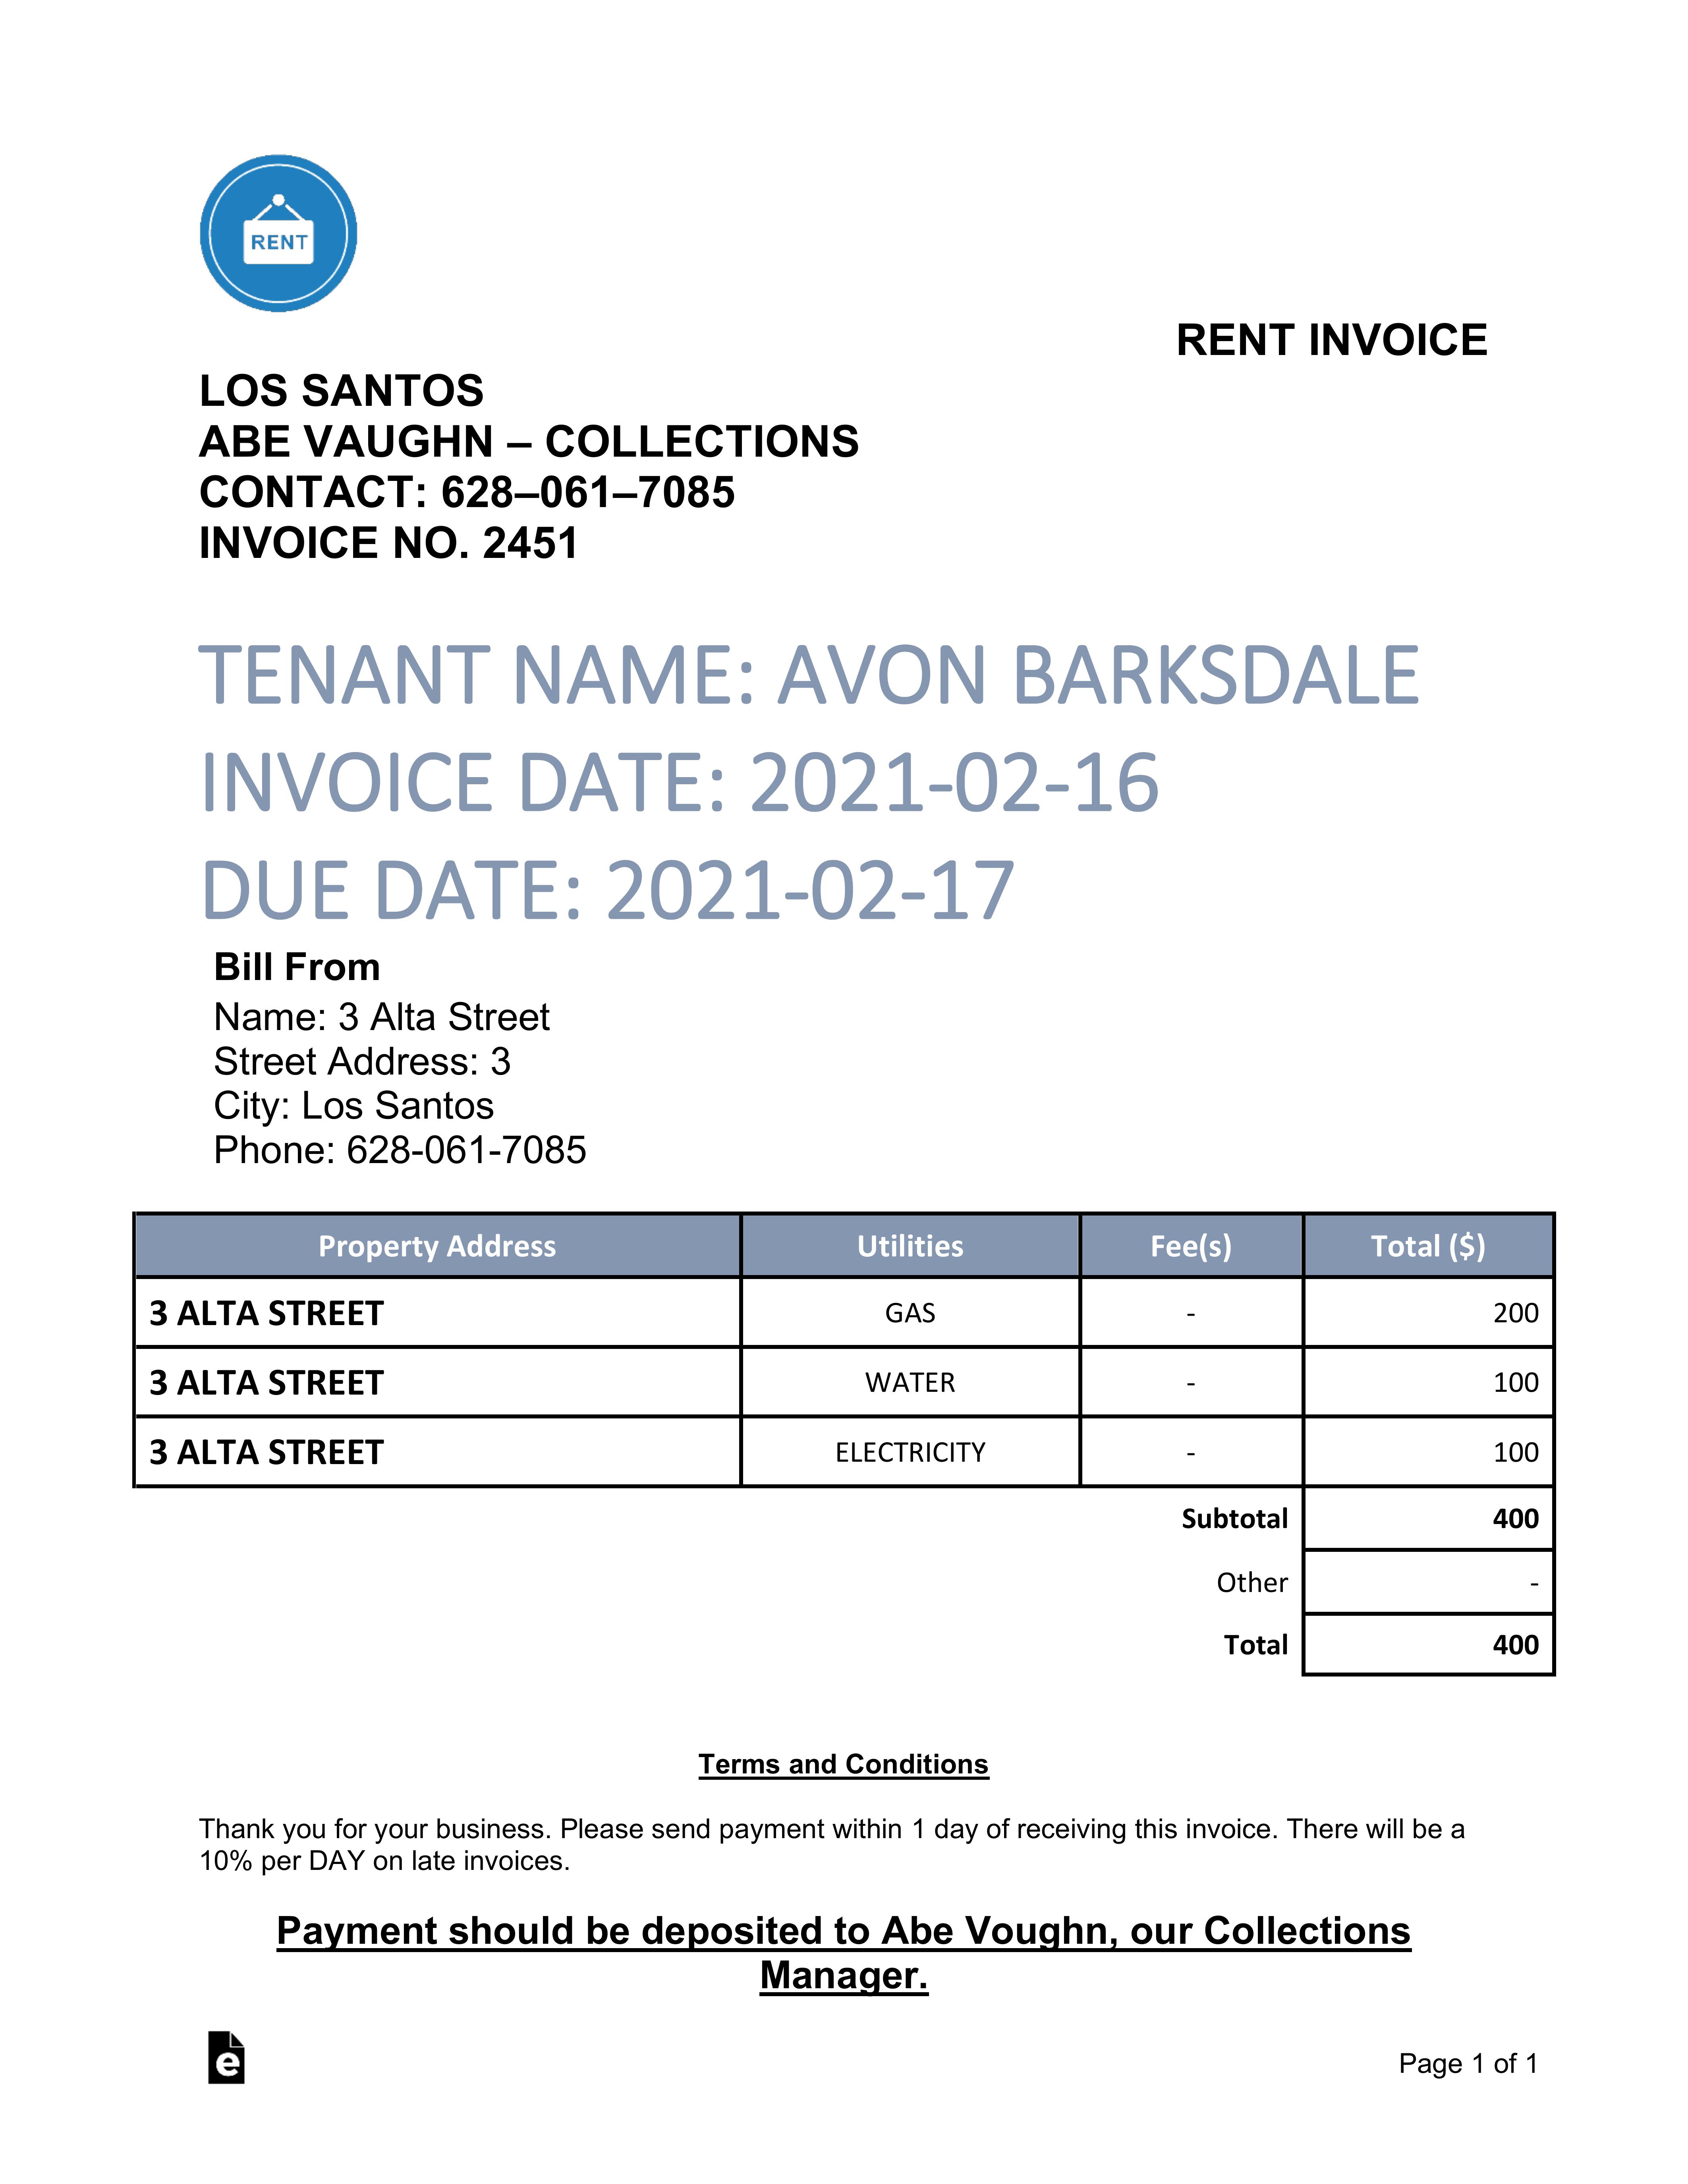 RENT
RENT INVOICE
LOS SANTOS
ABE VAUGHN – COLLECTIONS
CONTACT: 628–061–7085
INVOICE NO. 2451
TENANT NAME: AVON BARKSDALE
INVOICE DATE: 2021-02-16
DUE DATE: 2021-02-17
Bill From
Name: 3 Alta Street
Street Address: 3
City: Los Santos
Phone: 628-061-7085
Property Address Utilities Fee(s) Total ($)
3 ALTA STREET GAS - 200
3 ALTA STREET WATER - 100
3 ALTA STREET ELECTRICITY - 100
Subtotal 400
Other -
Total 400
Terms and Conditions
Thank you for your business. Please send payment within 1 day of receiving this invoice. There will be a
10% per DAY on late invoices.
Payment should be deposited to Abe Voughn, our Collections
Manager.
e
Page 1 of 1